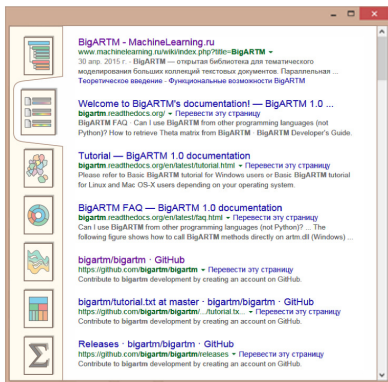 BigARTM - MachineLearning.ru
www.machinelearning.ru/wiki/index.php?title=BigARTM
30 апр. 2015 г. - BigARTM — открытая библиотека для тематического
моделирования больших коллекций текстовых документов. Параллельная ...
Теоретическое введение - Функциональные возможности BigARTM
Welcome to BigARTM's documentation! — BigARTM 1.0 ...
bigartm.readthedocs.org/ - Перевести эту страницу
BigARTM FAQ · Can I use BigARTM from other programming languages (not
Python)? How to retrieve Theta matrix from BigARTM · BigARTM Developer's Guide.
Tutorial — BigARTM 1.0 documentation
bigartm.readthedocs.org/en/latest/tutorial.html - Перевести эту страницу
Please refer to Basic BigARTM tutorial for Windows users or Basic BigARTM tutorial
for Linux and Mac OS-X users depending on your operating system.
BigARTM FAQ — BigARTM 1.0 documentation
bigartm.readthedocs.org/en/latest/faq.html - Перевести эту страницу
Can I use BigARTM from other programming languages (not Python)? ... The
following figure shows how to call BigARTM methods directly on artm.dll (Windows) ...
bigartm/bigartm · GitHub
https://github.com/bigartm/bigartm - Перевести эту страницу
Contribute to bigartm development by creating an account on GitHub.
bigartm/tutorial.txt at master · bigartm/bigartm · GitHub
https://github.com/bigartm/bigartm/.../tutorial.tx... - Перевести эту страницу
Contribute to bigartm development by creating an account on GitHub.
Releases · bigartm/bigartm · GitHub
https://github.com/bigartm/bigartm/releases - Перевести эту страницу
Contribute to bigartm development by creating an account on GitHub.
Σ